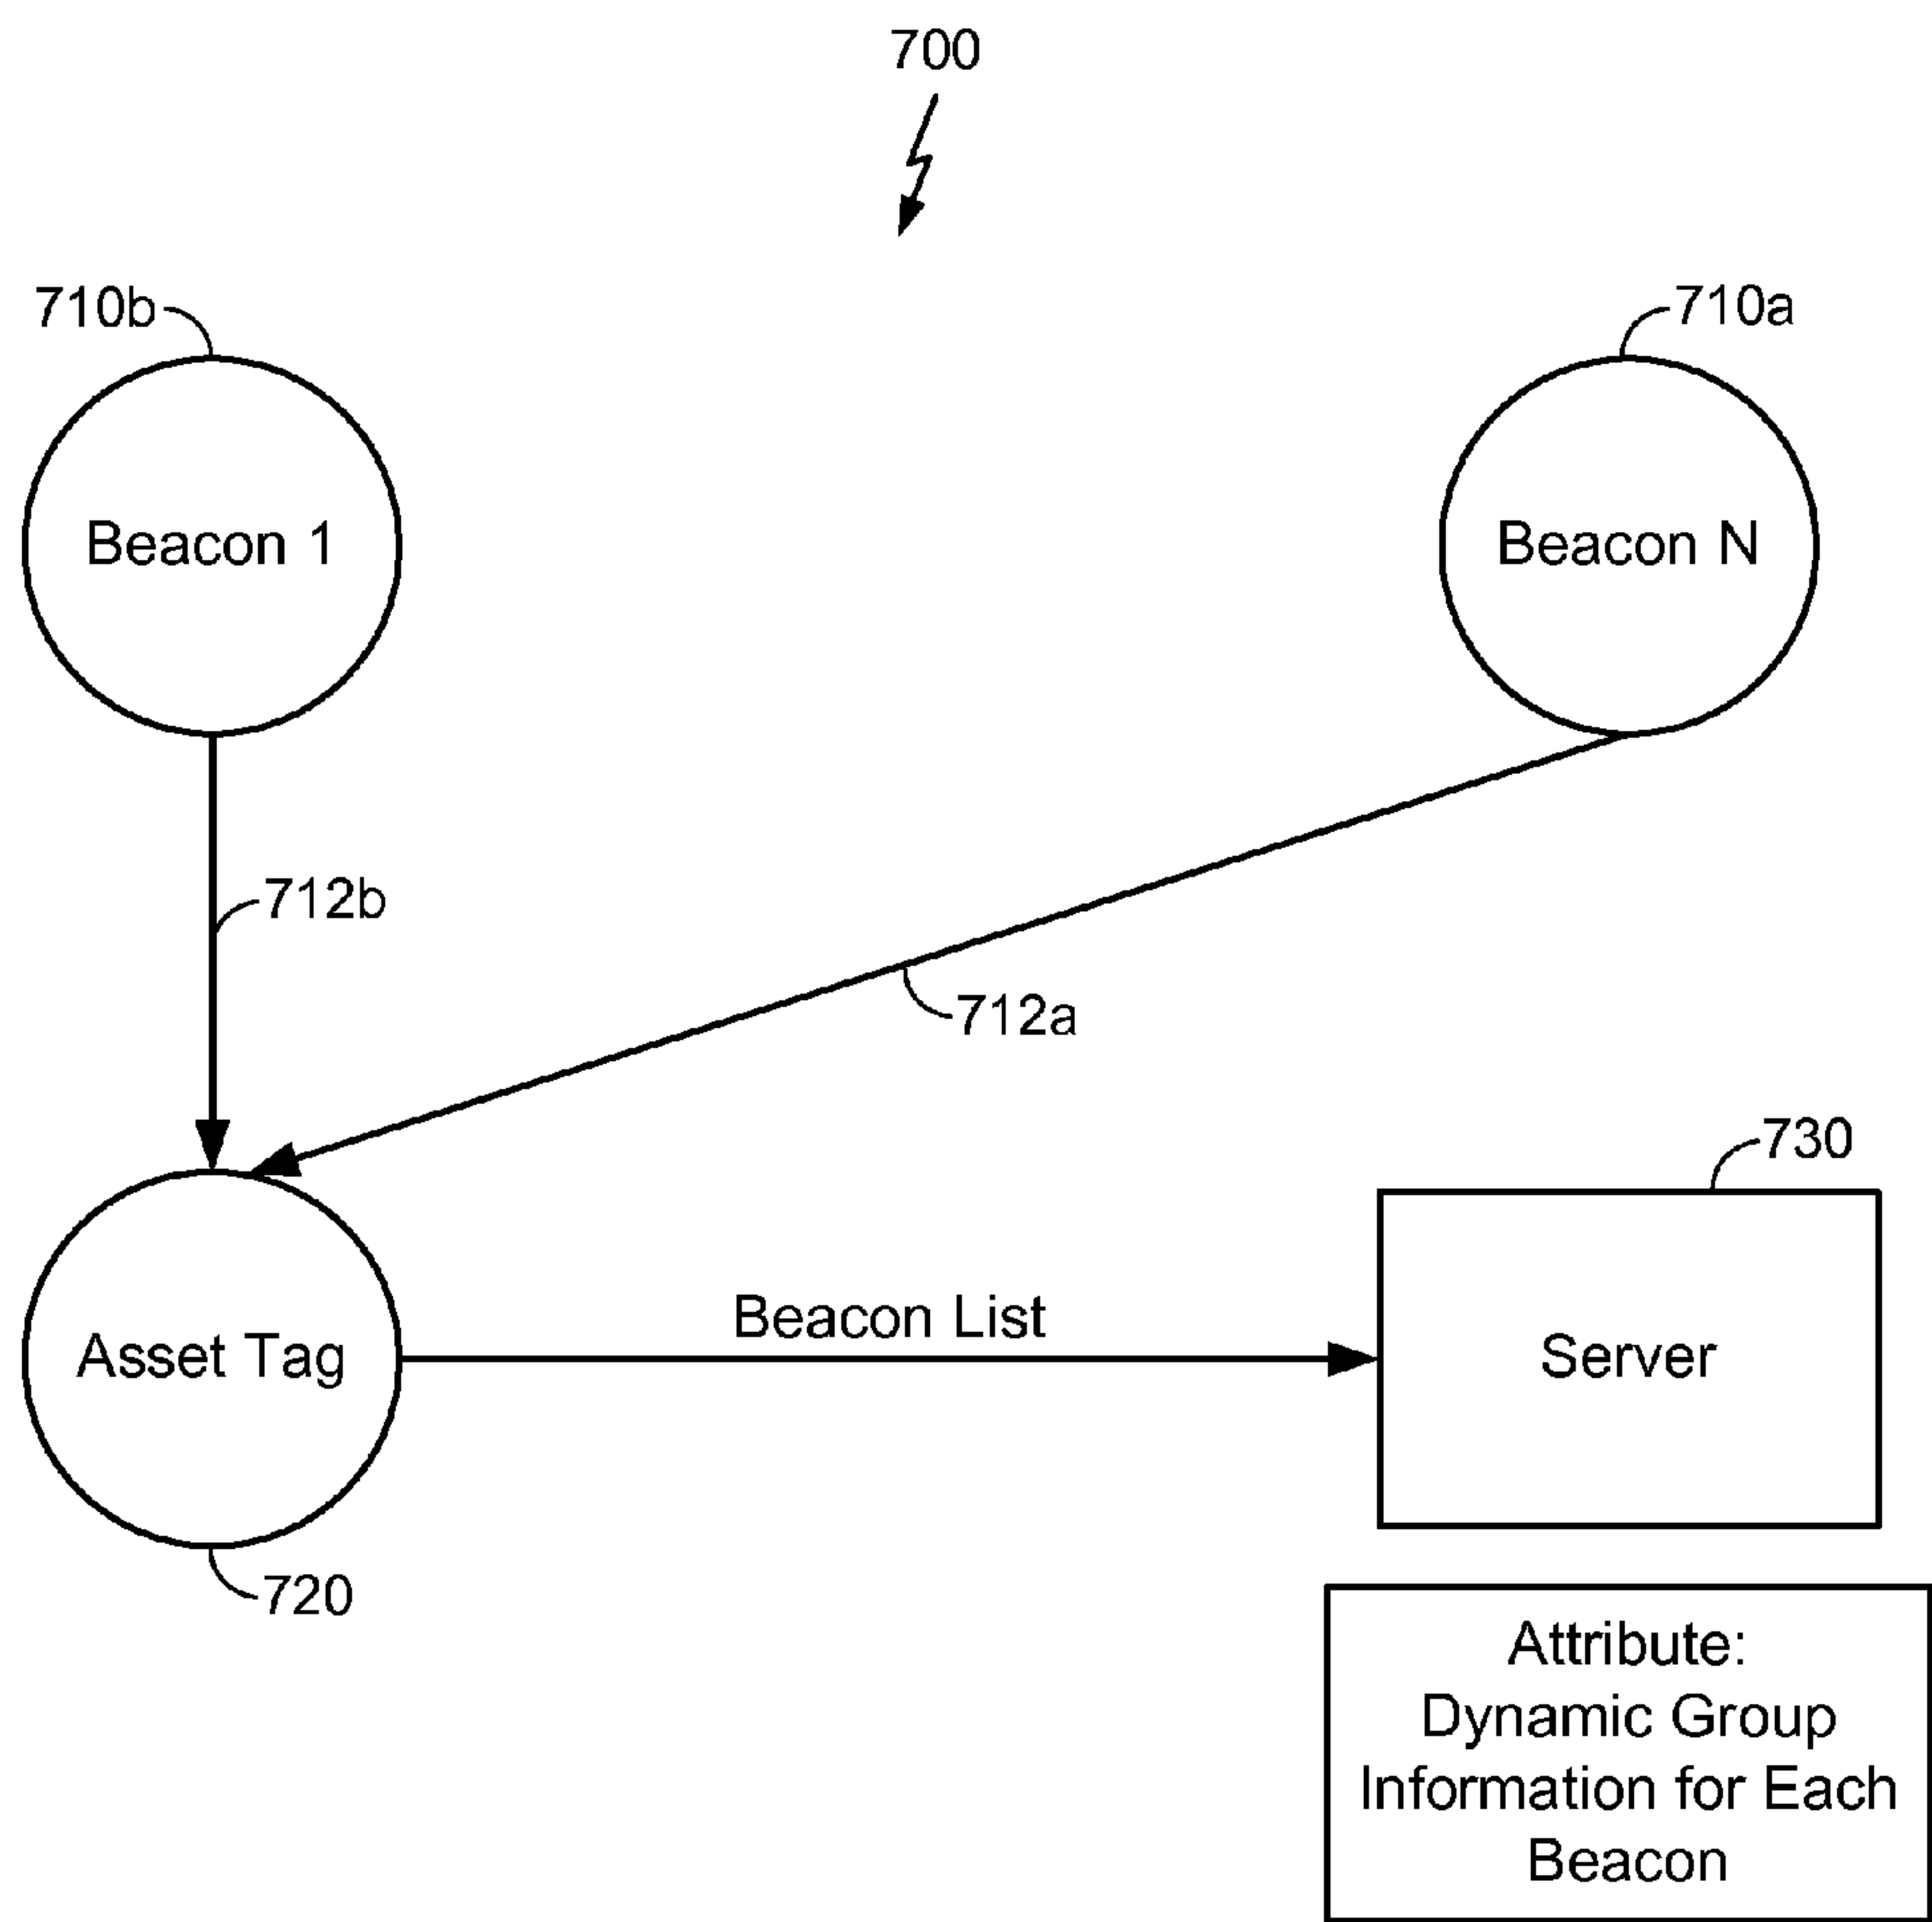 700
710b
710a
Beacon 1
Beacon N
712b
712a
730
Beacon List
Asset Tag
Server
720
Attribute:
Dynamic Group
Information for Each
Beacon